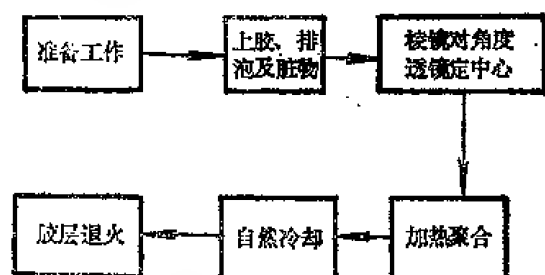 准备工作
上胶、排
泡及脏物
棱镜对角度
透镜定中心
加热聚合
自然冷却
胶层退火